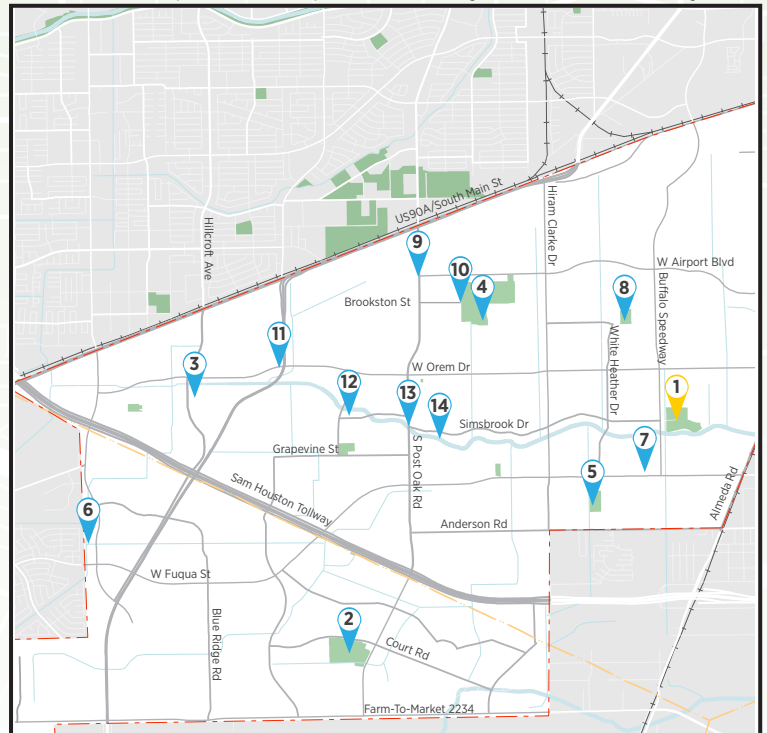 US90A/South Main St
Hiram Clarke Dr
Hillcroft Ave
9
W Airport Blvd
10
4
8
Buffalo Speedway
Brookston St
11
White Heather Dr
3
W Orem Dr
12
13
14
1
Simsbrook Dr
7
Grapevine St
S Post Oak Rd
5
Almeda Rd
Sam Houston Tollway
6
Anderson Rd
W Fuqua St
2
Blue Ridge Rd
Court Rd
Farm-To-Market 2234